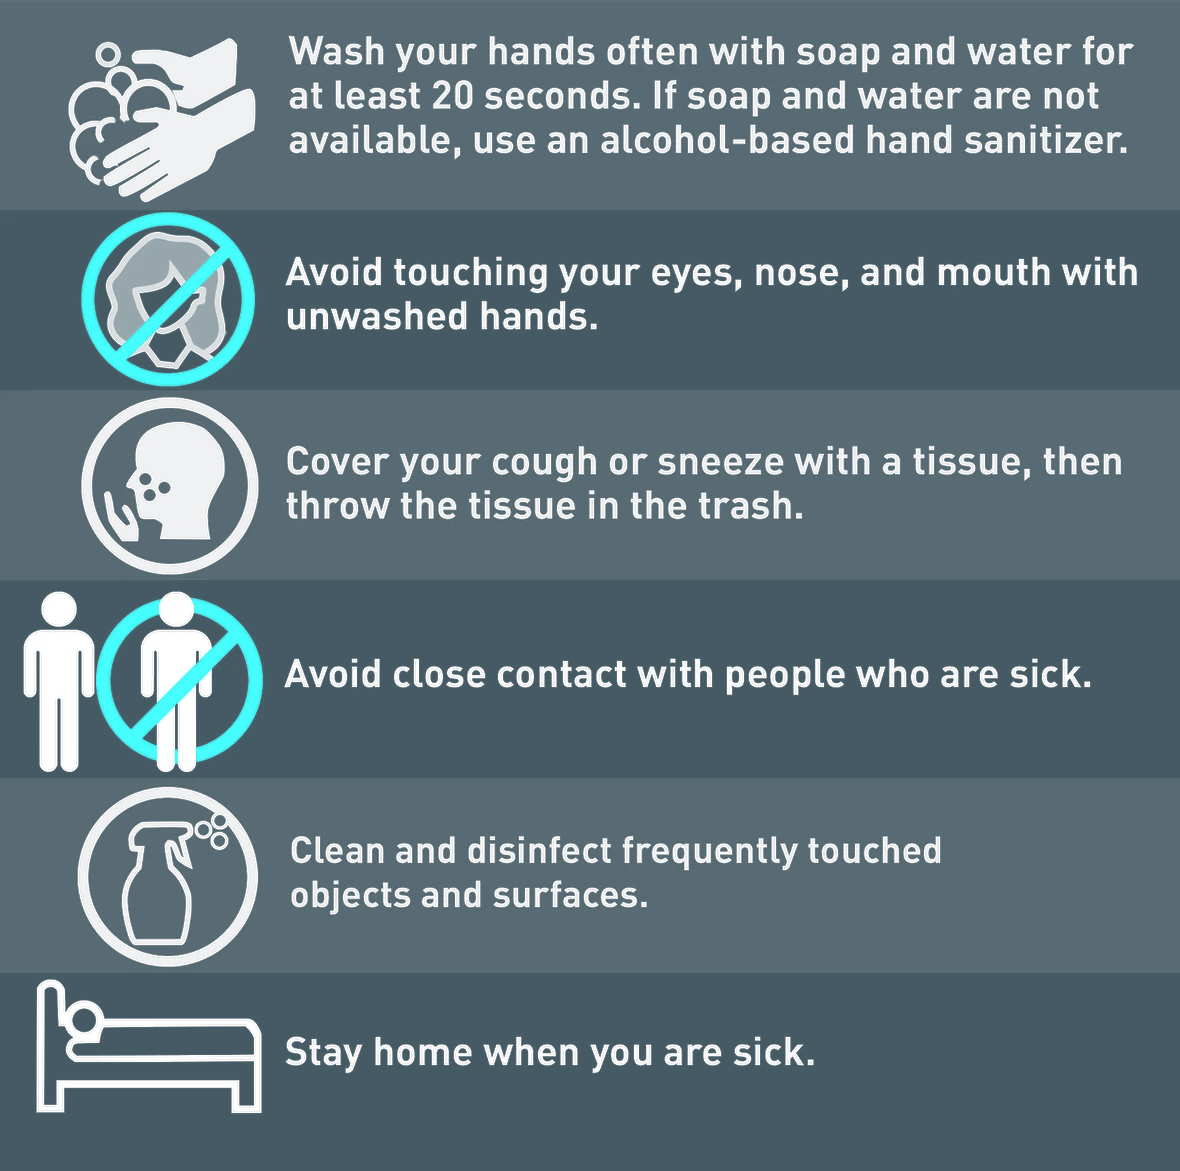 Wash your hands often with soap and water for
at least 20 seconds. If soap and water are not
available, use an alcohol-based hand sanitizer.
Avoid touching your eyes, nose, and mouth with
unwashed hands.
Cover your cough or sneeze with a tissue, then
throw the tissue in the trash.
Avoid close contact with people who are sick.
Clean and disinfect frequently touched
objects and surfaces.
Stay home when you are sick.